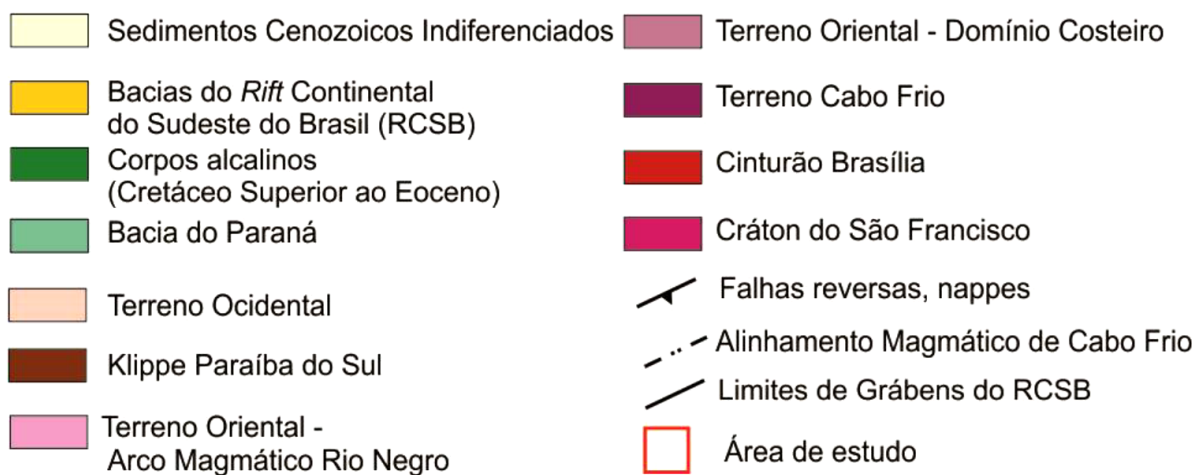 Sedimentos Cenozoicos Indiferenciados
Bacias do Rift Continental
do Sudeste do Brasil (RCSB)
Corpos alcalinos
(Cretáceo Superior ao Eoceno)
Bacia do Paraná
Terreno Ocidental
Klippe Paraíba do Sul
Terreno Oriental -
Arco Magmático Rio Negro
Terreno Oriental - Domínio Costeiro
Terreno Cabo Frio
Cinturão Brasília
Cráton do São Francisco
Falhas reversas, nappes
Alinhamento Magmático de Cabo Frio
Limites de Grábens do RCSB
Área de estudo